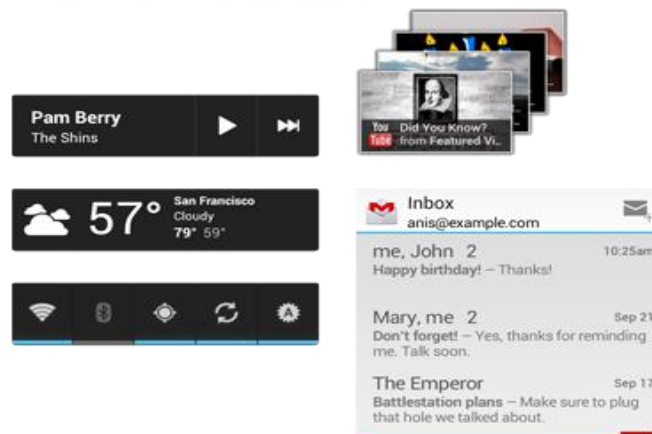 Pam Berry
The Shins
57°
San Francisco
Cloudy
79° 59°
A
You Tube
Did You Know?
from Featured Vi..
Inbox
anis@example.com
me, John 2
10:25am
Happy birthday! – Thanks!
Mary, me 2
Sep 21
Don't forget! – Yes, thanks for reminding
me. Talk soon.
The Emperor
Sep 17
Battlestation plans – Make sure to plug
that hole we talked about.